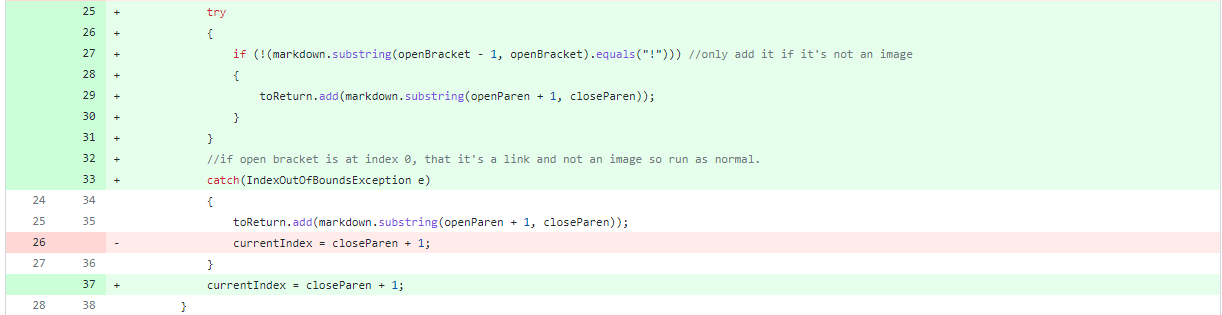 25 + try
26 + {
27 + if (!(markdown.substring(openBracket - 1, openBracket).equals("!"))) //only add it if it's not an image
28 + {
29 + toReturn.add(markdown.substring(openParen + 1, closeParen));
30 + }
31 + }
32 + //if open bracket is at index 0, that it's a link and not an image so run as normal.
33 + catch(IndexOutOfBoundsException e)
24 34 {
25 35 toReturn.add(markdown.substring(openParen + 1, closeParen));
26 - currentIndex = closeParen + 1;
27 36 }
37 + currentIndex = closeParen + 1;
28 38 }